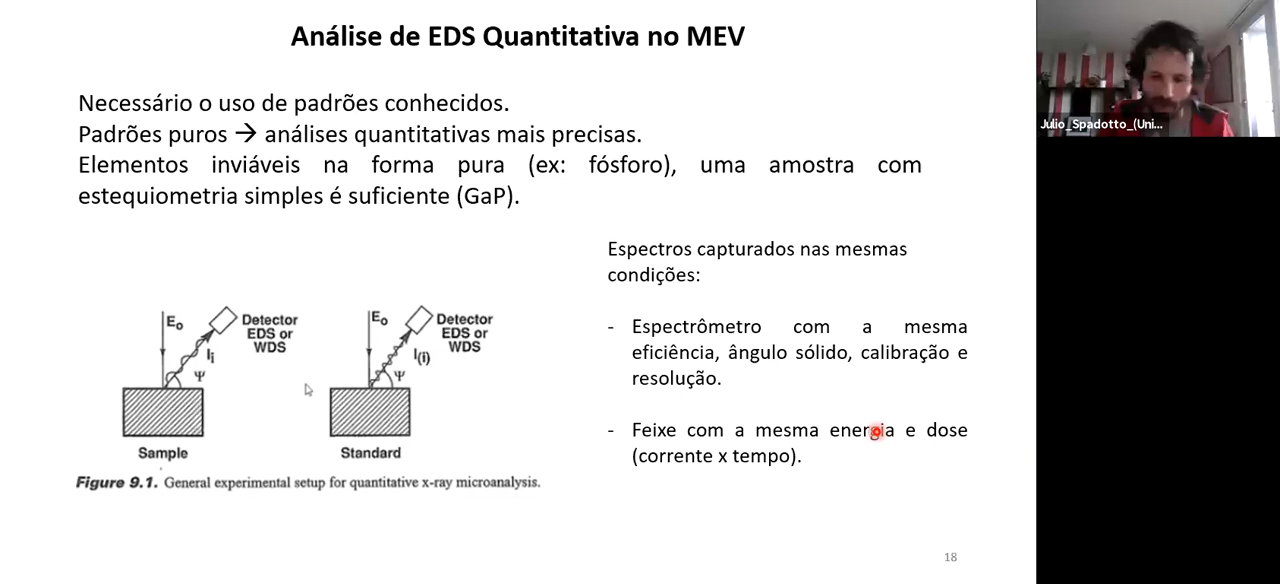 Análise de EDS Quantitativa no MEV
Necessário o uso de padrões conhecidos.
Padrões puros → análises quantitativas mais precisas.
Elementos inviáveis na forma pura (ex: fósforo), uma amostra com
estequiometria simples é suficiente (GaP).
Julio_Spadotto_(Uni...
Espectros capturados nas mesmas
condições:
- Espectrômetro com a mesma
eficiência, ângulo sólido, calibração e
resolução.
- Feixe com a mesma energia e dose
(corrente x tempo).
E₀
Detector
EDS or
WDS
Iᵢ
Ψ
Sample
E₀
Detector
EDS or
WDS
I(i)
Ψ
Standard
Figure 9.1. General experimental setup for quantitative x-ray microanalysis.
18